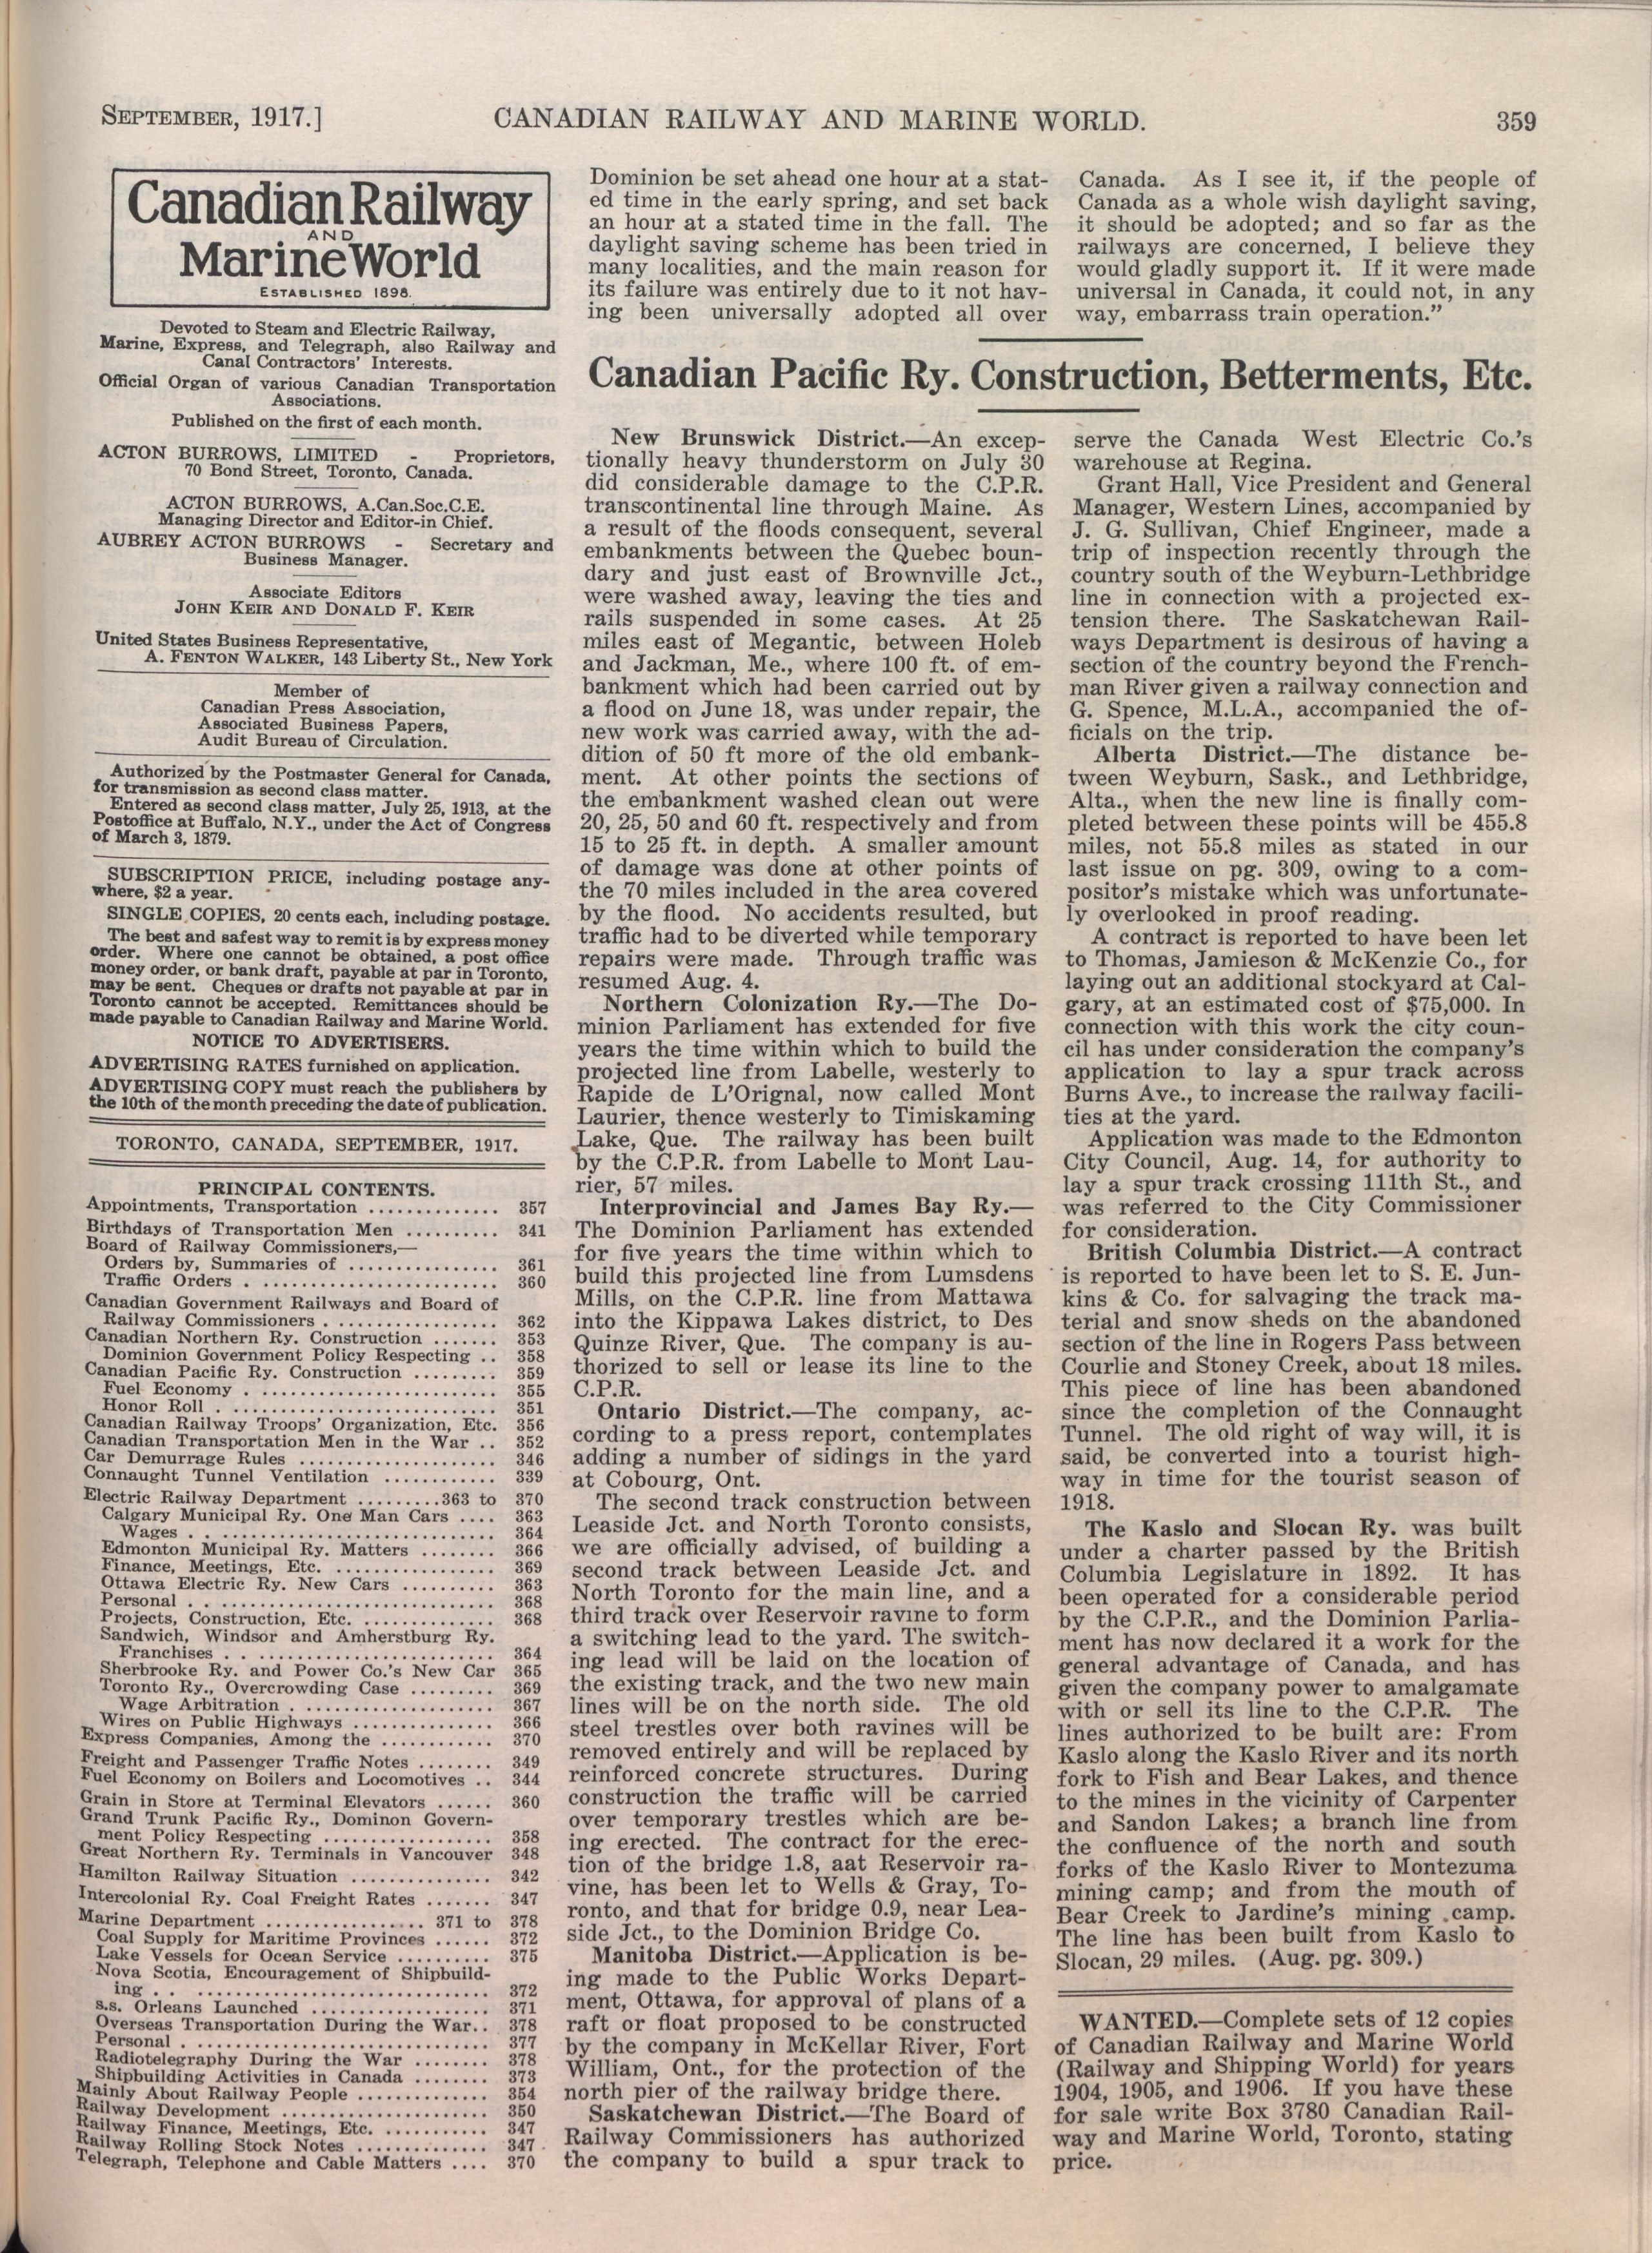 SEPTEMBER, 1917.]
CANADIAN RAILWAY AND MARINE WORLD.
359
Canadian Railway
AND
Marine World
ESTABLISHED 1898.
Devoted to Steam and Electric Railway,
Marine, Express, and Telegraph, also Railway and
Canal Contractors' Interests.
Official Organ of various Canadian Transportation
Associations.
Published on the first of each month.
ACTON BURROWS, LIMITED - Proprietors,
70 Bond Street, Toronto, Canada.
ACTON BURROWS, A.Can.Soc.C.E.
Managing Director and Editor-in Chief.
AUBREY ACTON BURROWS - Secretary and
Business Manager.
Associate Editors
JOHN KEIR AND DONALD F. KEIR
United States Business Representative,
A. FENTON WALKER, 143 Liberty St., New York
Member of
Canadian Press Association,
Associated Business Papers,
Audit Bureau of Circulation.
Authorized by the Postmaster General for Canada,
for transmission as second class matter.
Entered as second class matter, July 25, 1913, at the
Postoffice at Buffalo, N.Y., under the Act of Congress
of March 3, 1879.
SUBSCRIPTION PRICE, including postage any-
where, $2 a year.
SINGLE COPIES, 20 cents each, including postage.
The best and safest way to remit is by express money
order. Where one cannot be obtained, a post office
money order, or bank draft, payable at par in Toronto,
may be sent. Cheques or drafts not payable at par in
Toronto cannot be accepted. Remittances should be
made payable to Canadian Railway and Marine World.
NOTICE TO ADVERTISERS.
ADVERTISING RATES furnished on application.
ADVERTISING COPY must reach the publishers by
the 10th of the month preceding the date of publication.
TORONTO, CANADA, SEPTEMBER, 1917.
PRINCIPAL CONTENTS.
Appointments, Transportation .............. 357
Birthdays of Transportation Men .......... 341
Board of Railway Commissioners,—
Orders by, Summaries of ................ 361
Traffic Orders . ......................... 360
Canadian Government Railways and Board of
Railway Commissioners . ................. 362
Canadian Northern Ry. Construction ....... 353
Dominion Government Policy Respecting .. 358
Canadian Pacific Ry. Construction ......... 359
Fuel Economy . ......................... 355
Honor Roll . ............................ 351
Canadian Railway Troops' Organization, Etc. 356
Canadian Transportation Men in the War .. 352
Car Demurrage Rules ..................... 346
Connaught Tunnel Ventilation ............ 339
Electric Railway Department .........363 to 370
Calgary Municipal Ry. One Man Cars .... 363
Wages . . .............................. 364
Edmonton Municipal Ry. Matters ........ 366
Finance, Meetings, Etc. ................. 369
Ottawa Electric Ry. New Cars .......... 363
Personal . . ............................. 368
Projects, Construction, Etc. .............. 368
Sandwich, Windsor and Amherstburg Ry.
Franchises . . .......................... 364
Sherbrooke Ry. and Power Co.'s New Car 365
Toronto Ry., Overcrowding Case ......... 369
Wage Arbitration . ..................... 367
Wires on Public Highways ............... 366
Express Companies, Among the ............ 370
Freight and Passenger Traffic Notes ........ 349
Fuel Economy on Boilers and Locomotives .. 344
Grain in Store at Terminal Elevators ...... 360
Grand Trunk Pacific Ry., Dominon Govern-
ment Policy Respecting .................. 358
Great Northern Ry. Terminals in Vancouver 348
Hamilton Railway Situation ............... 342
Intercolonial Ry. Coal Freight Rates ....... 347
Marine Department ................. 371 to 378
Coal Supply for Maritime Provinces ...... 372
Lake Vessels for Ocean Service .......... 375
Nova Scotia, Encouragement of Shipbuild-
ing . . ................................ 372
s.s. Orleans Launched ................... 371
Overseas Transportation During the War.. 378
Personal . ............................... 377
Radiotelegraphy During the War ........ 378
Shipbuilding Activities in Canada ........ 373
Mainly About Railway People .............. 354
Railway Development ...................... 350
Railway Finance, Meetings, Etc. ........... 347
Railway Rolling Stock Notes .............. 347
Telegraph, Telephone and Cable Matters .... 370
Dominion be set ahead one hour at a stat-
ed time in the early spring, and set back
an hour at a stated time in the fall. The
daylight saving scheme has been tried in
many localities, and the main reason for
its failure was entirely due to it not hav-
ing been universally adopted all over
Canada. As I see it, if the people of
Canada as a whole wish daylight saving,
it should be adopted; and so far as the
railways are concerned, I believe they
would gladly support it. If it were made
universal in Canada, it could not, in any
way, embarrass train operation.”
Canadian Pacific Ry. Construction, Betterments, Etc.
New Brunswick District.—An excep-
tionally heavy thunderstorm on July 30
did considerable damage to the C.P.R.
transcontinental line through Maine. As
a result of the floods consequent, several
embankments between the Quebec boun-
dary and just east of Brownville Jct.,
were washed away, leaving the ties and
rails suspended in some cases. At 25
miles east of Megantic, between Holeb
and Jackman, Me., where 100 ft. of em-
bankment which had been carried out by
a flood on June 18, was under repair, the
new work was carried away, with the ad-
dition of 50 ft more of the old embank-
ment. At other points the sections of
the embankment washed clean out were
20, 25, 50 and 60 ft. respectively and from
15 to 25 ft. in depth. A smaller amount
of damage was done at other points of
the 70 miles included in the area covered
by the flood. No accidents resulted, but
traffic had to be diverted while temporary
repairs were made. Through traffic was
resumed Aug. 4.
Northern Colonization Ry.—The Do-
minion Parliament has extended for five
years the time within which to build the
projected line from Labelle, westerly to
Rapide de L'Orignal, now called Mont
Laurier, thence westerly to Timiskaming
Lake, Que. The railway has been built
by the C.P.R. from Labelle to Mont Lau-
rier, 57 miles.
Interprovincial and James Bay Ry.—
The Dominion Parliament has extended
for five years the time within which to
build this projected line from Lumsdens
Mills, on the C.P.R. line from Mattawa
into the Kippawa Lakes district, to Des
Quinze River, Que. The company is au-
thorized to sell or lease its line to the
C.P.R.
Ontario District.—The company, ac-
cording to a press report, contemplates
adding a number of sidings in the yard
at Cobourg, Ont.
The second track construction between
Leaside Jct. and North Toronto consists,
we are officially advised, of building a
second track between Leaside Jct. and
North Toronto for the main line, and a
third track over Reservoir ravine to form
a switching lead to the yard. The switch-
ing lead will be laid on the location of
the existing track, and the two new main
lines will be on the north side. The old
steel trestles over both ravines will be
removed entirely and will be replaced by
reinforced concrete structures. During
construction the traffic will be carried
over temporary trestles which are be-
ing erected. The contract for the erec-
tion of the bridge 1.8, aat Reservoir ra-
vine, has been let to Wells & Gray, To-
ronto, and that for bridge 0.9, near Lea-
side Jct., to the Dominion Bridge Co.
Manitoba District.—Application is be-
ing made to the Public Works Depart-
ment, Ottawa, for approval of plans of a
raft or float proposed to be constructed
by the company in McKellar River, Fort
William, Ont., for the protection of the
north pier of the railway bridge there.
Saskatchewan District.—The Board of
Railway Commissioners has authorized
the company to build a spur track to
serve the Canada West Electric Co.'s
warehouse at Regina.
Grant Hall, Vice President and General
Manager, Western Lines, accompanied by
J. G. Sullivan, Chief Engineer, made a
trip of inspection recently through the
country south of the Weyburn-Lethbridge
line in connection with a projected ex-
tension there. The Saskatchewan Rail-
ways Department is desirous of having a
section of the country beyond the French-
man River given a railway connection and
G. Spence, M.L.A., accompanied the of-
ficials on the trip.
Alberta District.—The distance be-
tween Weyburn, Sask., and Lethbridge,
Alta., when the new line is finally com-
pleted between these points will be 455.8
miles, not 55.8 miles as stated in our
last issue on pg. 309, owing to a com-
positor's mistake which was unfortunate-
ly overlooked in proof reading.
A contract is reported to have been let
to Thomas, Jamieson & McKenzie Co., for
laying out an additional stockyard at Cal-
gary, at an estimated cost of $75,000. In
connection with this work the city coun-
cil has under consideration the company's
application to lay a spur track across
Burns Ave., to increase the railway facili-
ties at the yard.
Application was made to the Edmonton
City Council, Aug. 14, for authority to
lay a spur track crossing 111th St., and
was referred to the City Commissioner
for consideration.
British Columbia District.—A contract
is reported to have been let to S. E. Jun-
kins & Co. for salvaging the track ma-
terial and snow sheds on the abandoned
section of the line in Rogers Pass between
Courlie and Stoney Creek, about 18 miles.
This piece of line has been abandoned
since the completion of the Connaught
Tunnel. The old right of way will, it is
said, be converted into a tourist high-
way in time for the tourist season of
1918.
The Kaslo and Slocan Ry. was built
under a charter passed by the British
Columbia Legislature in 1892. It has
been operated for a considerable period
by the C.P.R., and the Dominion Parlia-
ment has now declared it a work for the
general advantage of Canada, and has
given the company power to amalgamate
with or sell its line to the C.P.R. The
lines authorized to be built are: From
Kaslo along the Kaslo River and its north
fork to Fish and Bear Lakes, and thence
to the mines in the vicinity of Carpenter
and Sandon Lakes; a branch line from
the confluence of the north and south
forks of the Kaslo River to Montezuma
mining camp; and from the mouth of
Bear Creek to Jardine's mining camp.
The line has been built from Kaslo to
Slocan, 29 miles. (Aug. pg. 309.)
WANTED.—Complete sets of 12 copies
of Canadian Railway and Marine World
(Railway and Shipping World) for years
1904, 1905, and 1906. If you have these
for sale write Box 3780 Canadian Rail-
way and Marine World, Toronto, stating
price.